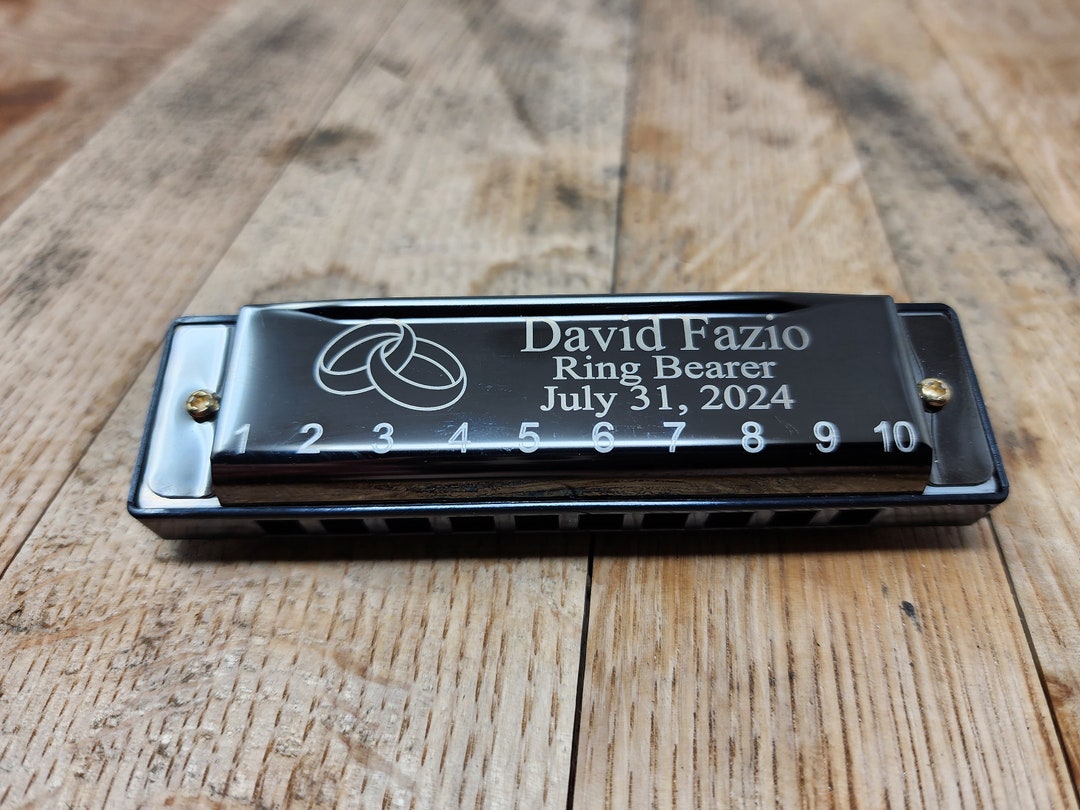 David Fazio
Ring Bearer
July 31, 2024
1 2 3 4 5 6 7 8 9 10